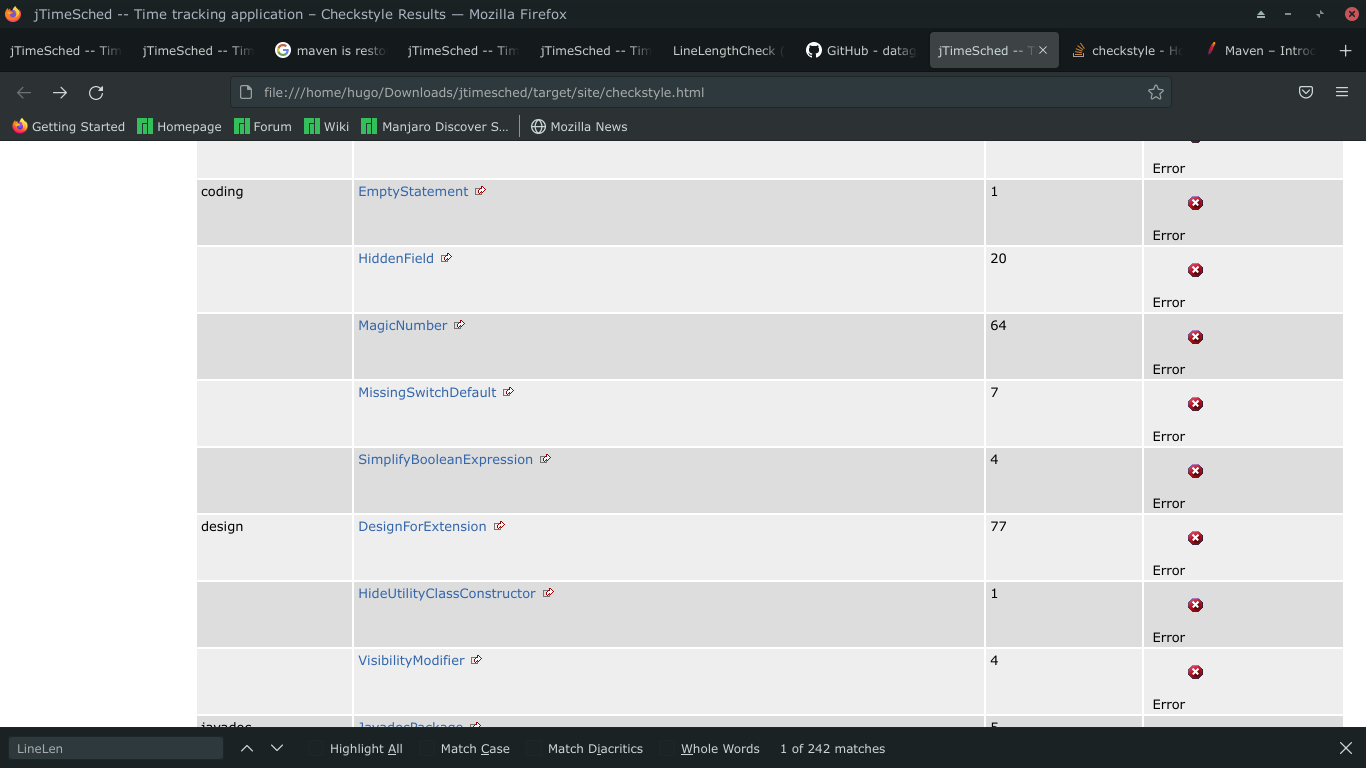 jTimeSched -- Time tracking application – Checkstyle Results — Mozilla Firefox
jTimeSched -- Tim jTimeSched -- Tim maven is resto jTimeSched -- Tim jTimeSched -- Tim LineLengthCheck ( GitHub - datag jTimeSched -- T checkstyle - Ho Maven – Introd
file:///home/hugo/Downloads/jtimesched/target/site/checkstyle.html
Getting Started Homepage Forum Wiki Manjaro Discover S... Mozilla News
Error
coding EmptyStatement 1
Error
HiddenField 20
Error
MagicNumber 64
Error
MissingSwitchDefault 7
Error
SimplifyBooleanExpression 4
Error
design DesignForExtension 77
Error
HideUtilityClassConstructor 1
Error
VisibilityModifier 4
Error
javadoc JavadocPackage 5
LineLen Highlight All Match Case Match Diacritics Whole Words 1 of 242 matches